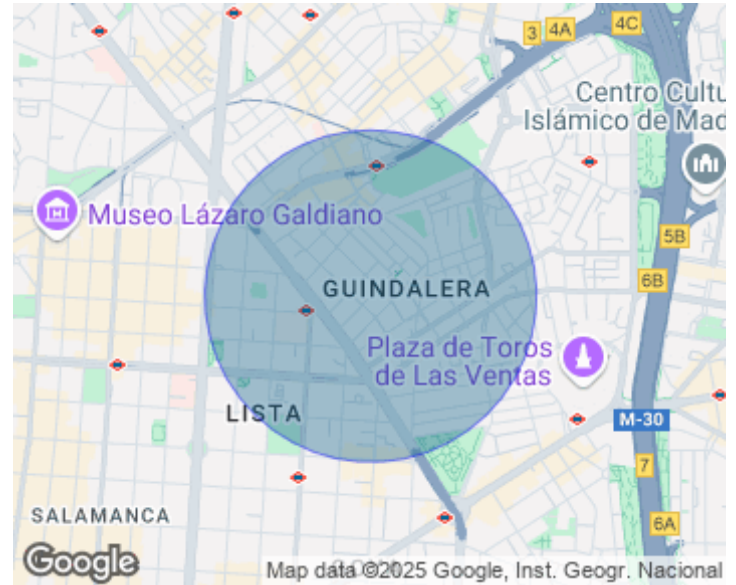 3
4A
4C
Centro Cultu
Islámico de Mad
Museo Lázaro Galdiano
5B
6B
GUINDALERA
Plaza de Toros
de Las Ventas
LISTA
M-30
7
SALAMANCA
6A
Google
Map data ©2025 Google, Inst. Geogr. Nacional